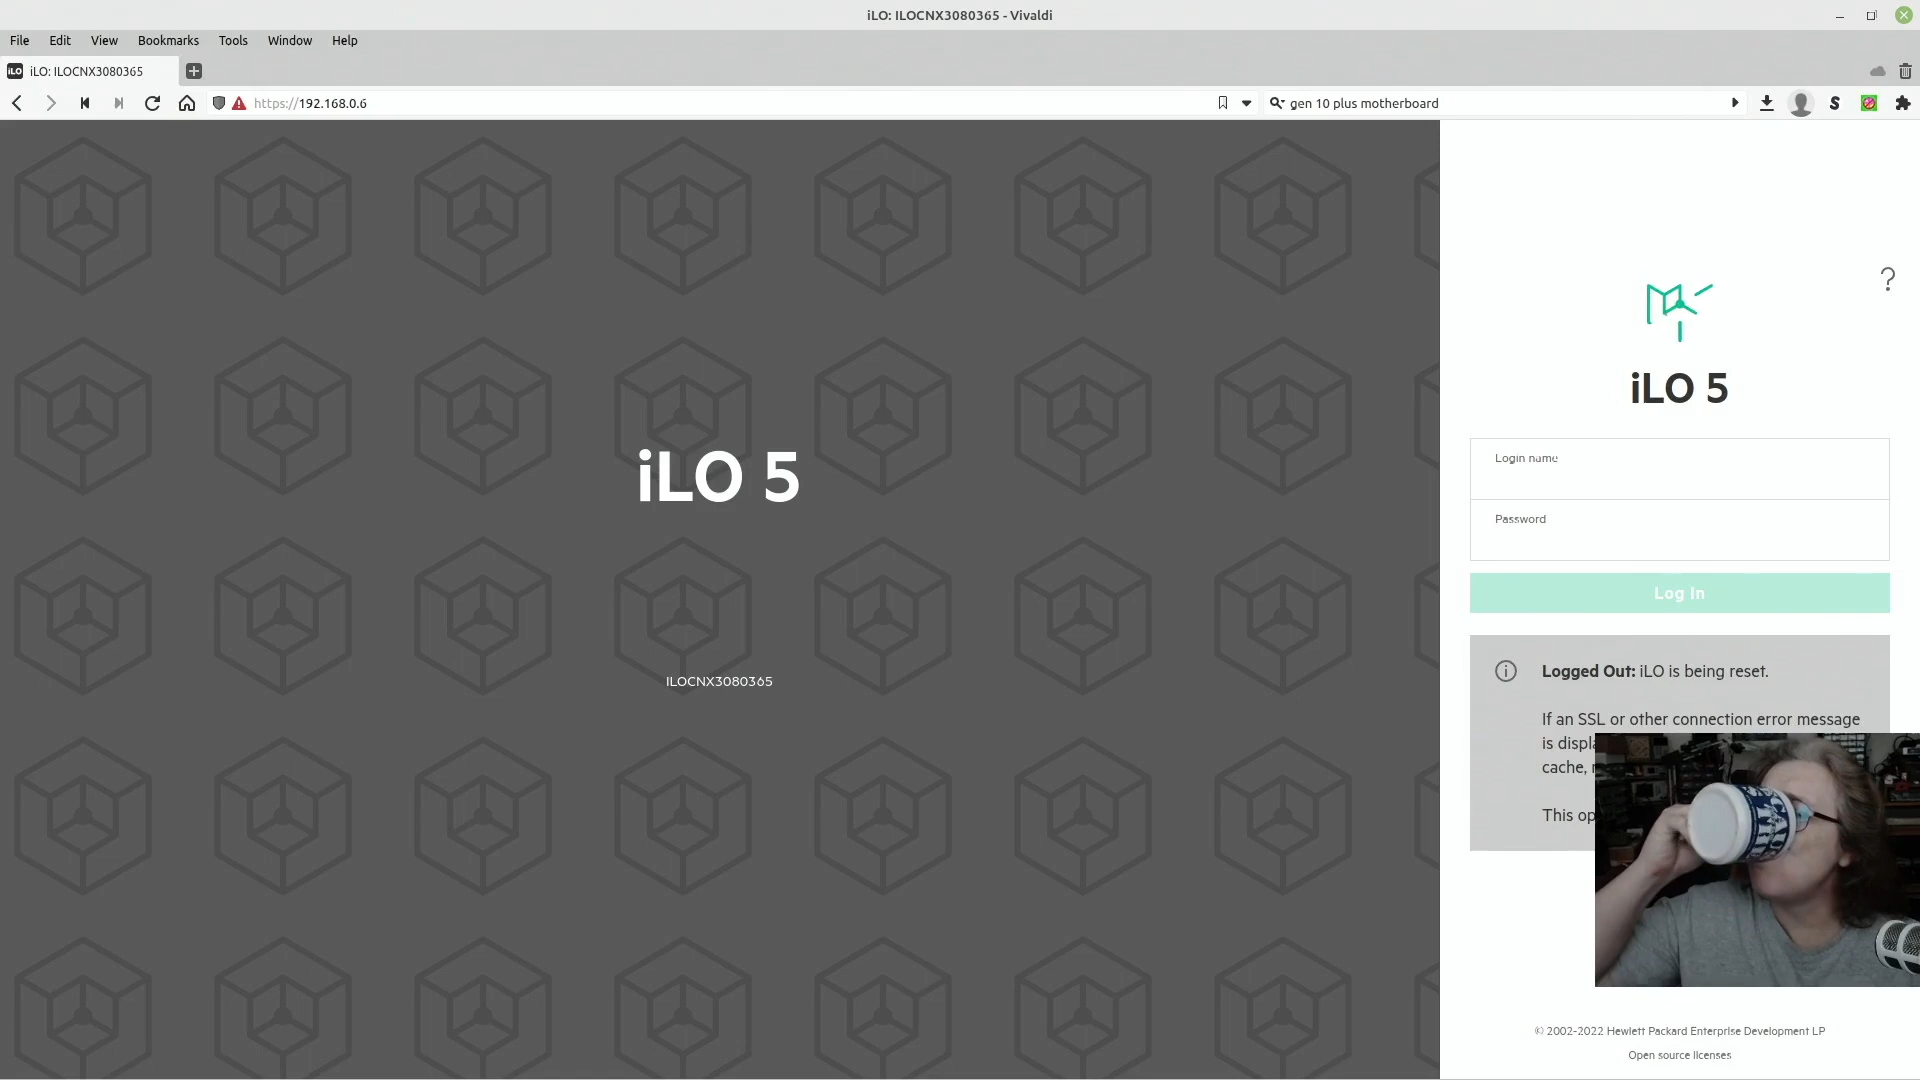 iLO: ILOCNX3080365 - Vivaldi
File Edit View Bookmarks Tools Window Help
iLO iLO: ILOCNX3080365
https://192.168.0.6
gen 10 plus motherboard
S
iLO 5
ILOCNX3080365
?
iLO 5
Login name
Password
Log In
Logged Out: iLO is being reset.
If an SSL or other connection error message
is
cache,
This
© 2002-2022 Hewlett Packard Enterprise Development LP
Open source licenses